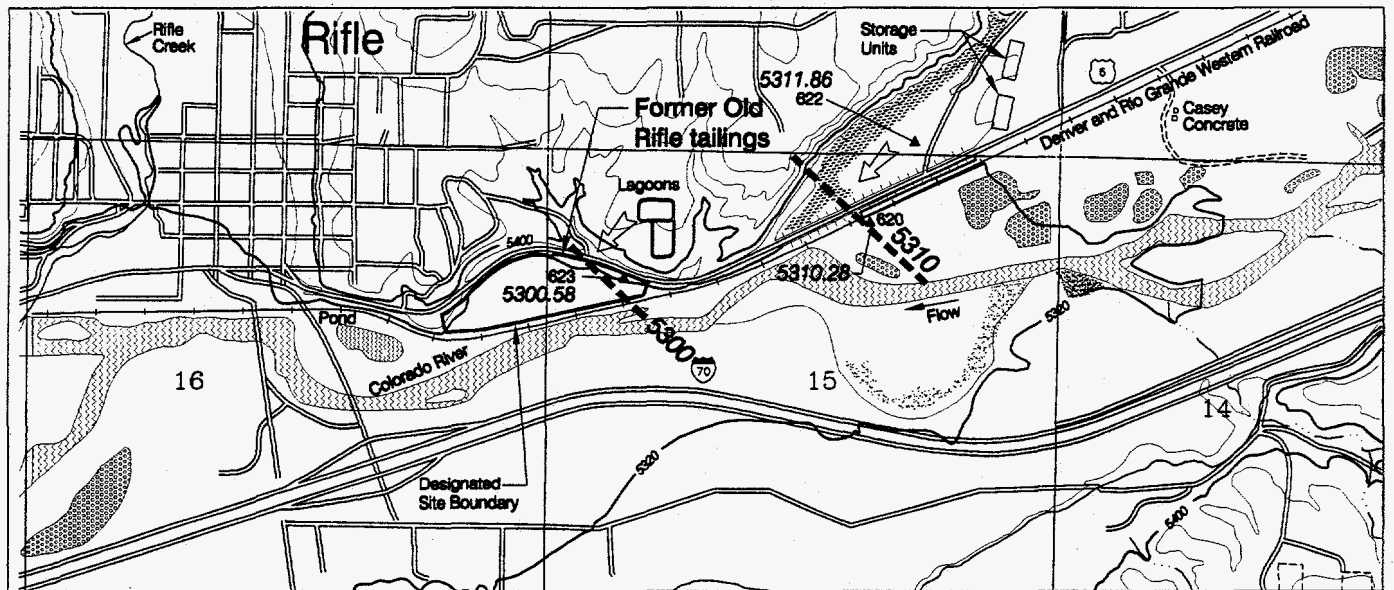 Rifle
Creek
Rifle
Storage
Units
5311.86
622
6
Denver and Rio Grande Western Railroad
Casey
Concrete
Former Old
Rifle tailings
Lagoons
5400
620
5310
5310.28
623
5300.58
5300
Flow
5320
Pond
Colorado River
70
16
15
14
5320
Designated
Site Boundary
5400